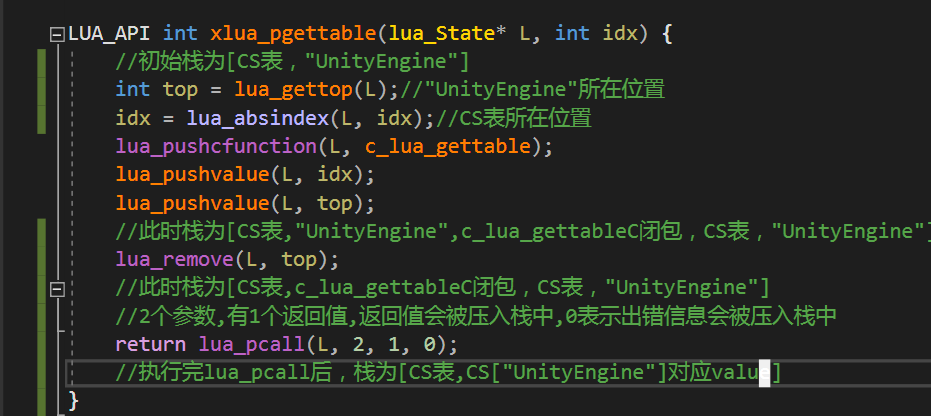 LUA_API int xlua_pgettable(lua_State* L, int idx) {
//初始栈为[CS表，"UnityEngine"]
int top = lua_gettop(L);//"UnityEngine"所在位置
idx = lua_absindex(L, idx);//CS表所在位置
lua_pushcfunction(L, c_lua_gettable);
lua_pushvalue(L, idx);
lua_pushvalue(L, top);
//此时栈为[CS表,"UnityEngine",c_lua_gettableC闭包，CS表，"UnityEngine"]
lua_remove(L, top);
//此时栈为[CS表,c_lua_gettableC闭包，CS表，"UnityEngine"]
//2个参数,有1个返回值,返回值会被压入栈中,0表示出错信息会被压入栈中
return lua_pcall(L, 2, 1, 0);
//执行完lua_pcall后，栈为[CS表,CS["UnityEngine"]对应value]
}